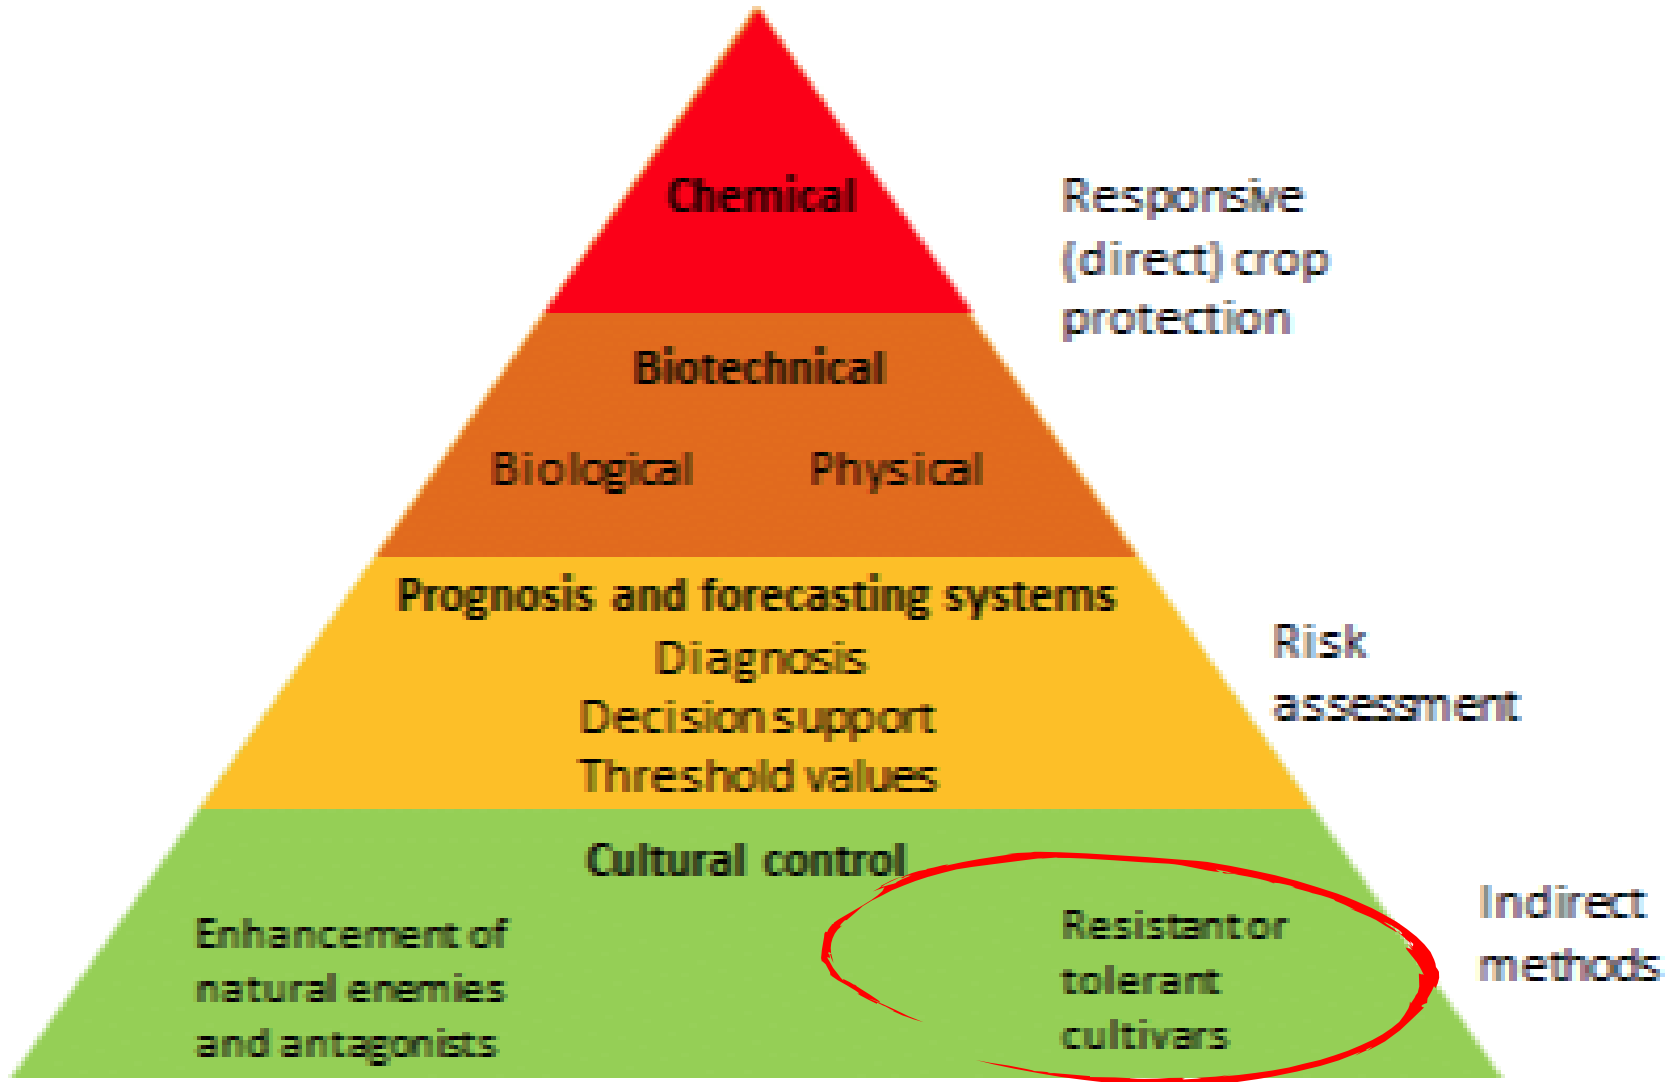 Chemical
Responsive
(direct) crop
protection
Biotechnical
Biological Physical
Prognosis and forecasting systems
Diagnosis
Decision support
Threshold values
Risk
assessment
Cultural control
Enhancement of
natural enemies
and antagonists
Resistant or
tolerant
cultivars
Indirect
methods